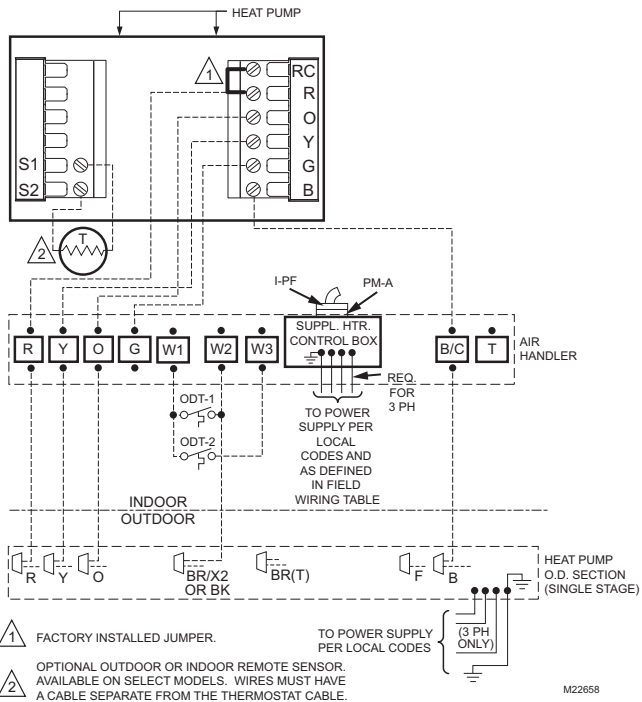 HEAT PUMP
1
RC
R
O
Y
G
B
S1
S2
2
T
I-PF
PM-A
SUPPL. HTR.
CONTROL BOX
R
Y
O
G
W1
W2
W3
B/C
T
AIR
HANDLER
REQ.
FOR
3 PH
ODT-1
ODT-2
TO POWER
SUPPLY PER
LOCAL
CODES AND
AS DEFINED
IN FIELD
WIRING TABLE
INDOOR
OUTDOOR
R
Y
O
BR/X2
OR BK
BR(T)
F
B
HEAT PUMP
O.D. SECTION
(SINGLE STAGE)
1 FACTORY INSTALLED JUMPER.
TO POWER SUPPLY
PER LOCAL CODES
(3 PH
ONLY)
2 OPTIONAL OUTDOOR OR INDOOR REMOTE SENSOR.
AVAILABLE ON SELECT MODELS. WIRES MUST HAVE
A CABLE SEPARATE FROM THE THERMOSTAT CABLE.
M22658